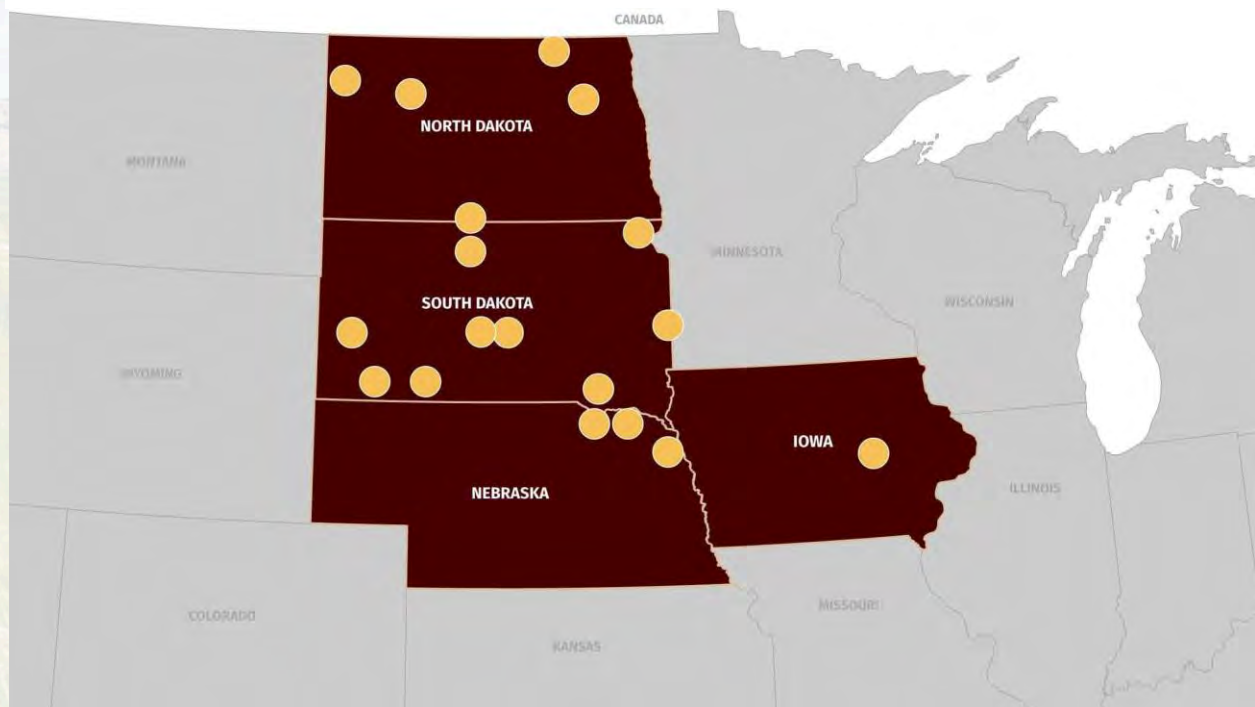 CANADA
NORTH DAKOTA
MONTANA
MINNESOTA
SOUTH DAKOTA
WISCONSIN
WYOMING
IOWA
NEBRASKA
ILLINOIS
MISSOURI
COLORADO
KANSAS